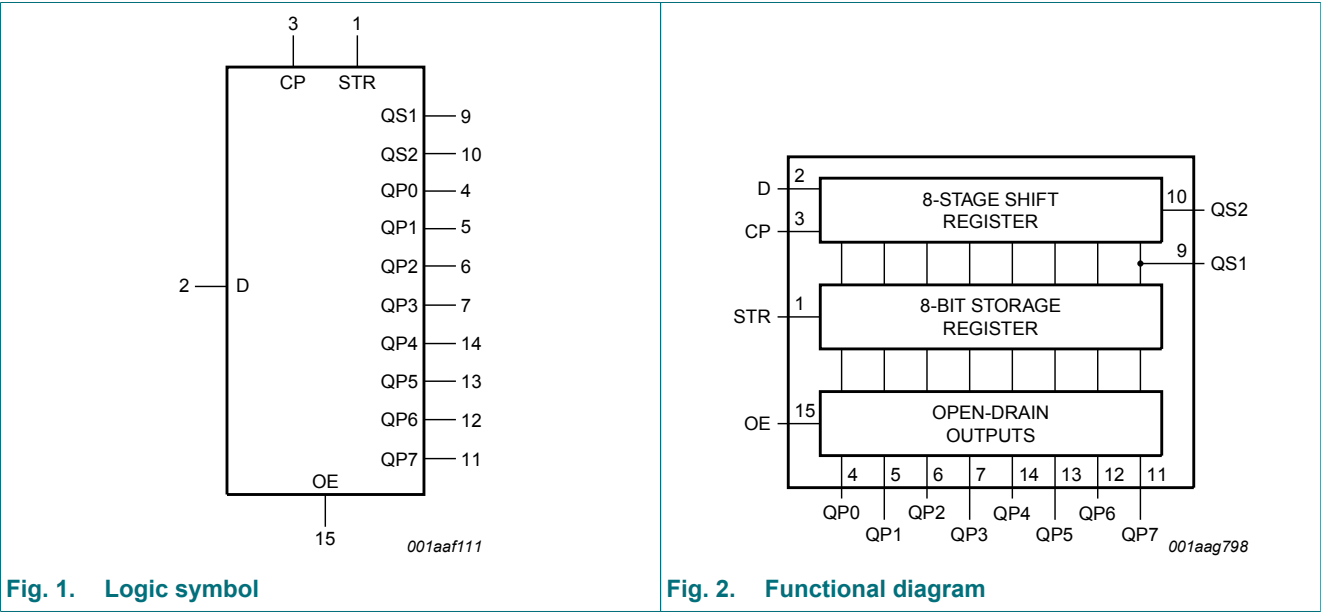 3 1
CP STR
QS1 9
QS2 10
QP0 4
QP1 5
QP2 6
QP3 7
2 D
QP4 14
QP5 13
QP6 12
QP7 11
OE
15
001aaf111
Fig. 1. Logic symbol
D 2
8-STAGE SHIFT
REGISTER
10 QS2
CP 3
9 QS1
STR 1
8-BIT STORAGE
REGISTER
OE 15
OPEN-DRAIN
OUTPUTS
4 5 6 7 14 13 12 11
QP0 QP2 QP4 QP6
QP1 QP3 QP5 QP7
001aag798
Fig. 2. Functional diagram